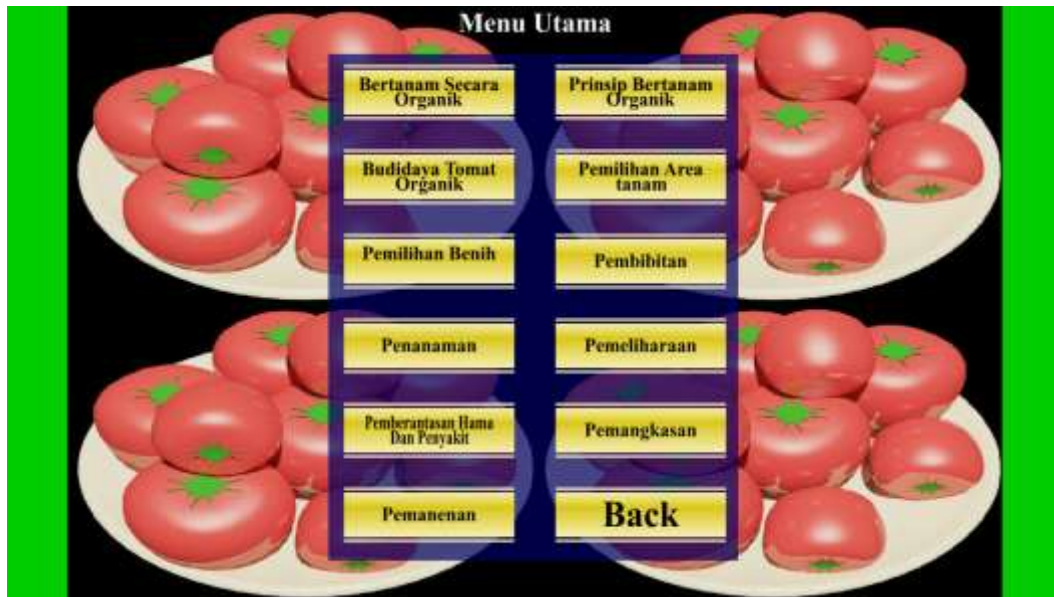 Menu Utama
Bertanam Secara
Organik
Prinsip Bertanam
Organik
Budidaya Tomat
Organik
Pemilihan Area
tanam
Pemilihan Benih
Pembibitan
Penanaman
Pemeliharaan
Pemberantasan Hama
Dan Penyakit
Pemangkasan
Pemanenan
Back